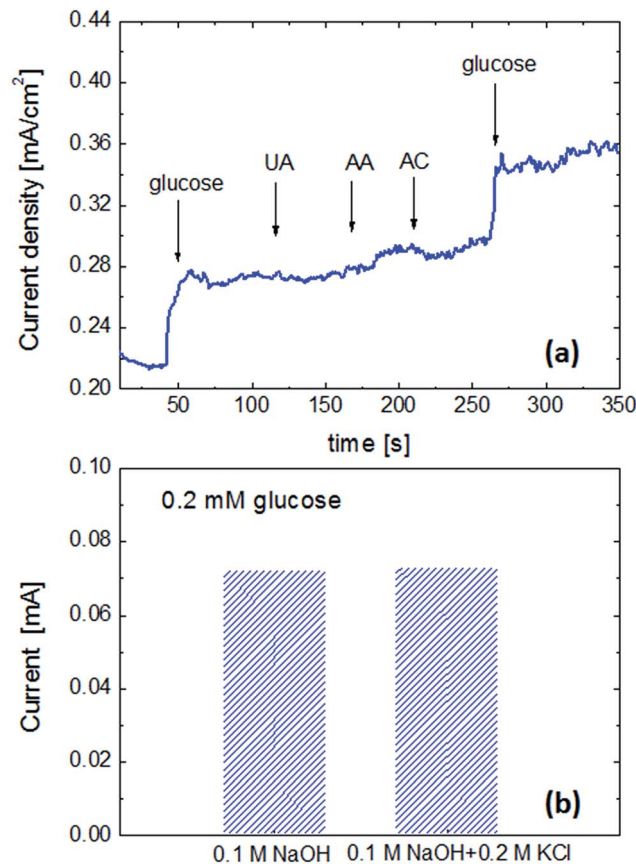 0.44
0.40
0.36
0.32
0.28
0.24
0.20
Current density [mA/cm²]
glucose
UA
AA
AC
glucose
(a)
50 100 150 200 250 300 350
time [s]
0.10
0.08
0.06
0.04
0.02
0.00
Current [mA]
0.2 mM glucose
(b)
0.1 M NaOH 0.1 M NaOH+0.2 M KCl